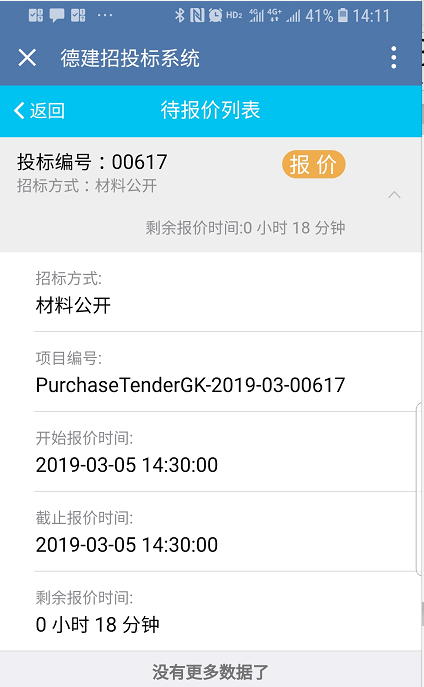 HD2 4G 4G+ 41% 14:11
德建招投标系统
返回 待报价列表
投标编号：00617 报 价
招标方式：材料公开
剩余报价时间:0 小时 18 分钟
招标方式:
材料公开
项目编号:
PurchaseTenderGK-2019-03-00617
开始报价时间:
2019-03-05 14:30:00
截止报价时间:
2019-03-05 14:30:00
剩余报价时间:
0 小时 18 分钟
没有更多数据了